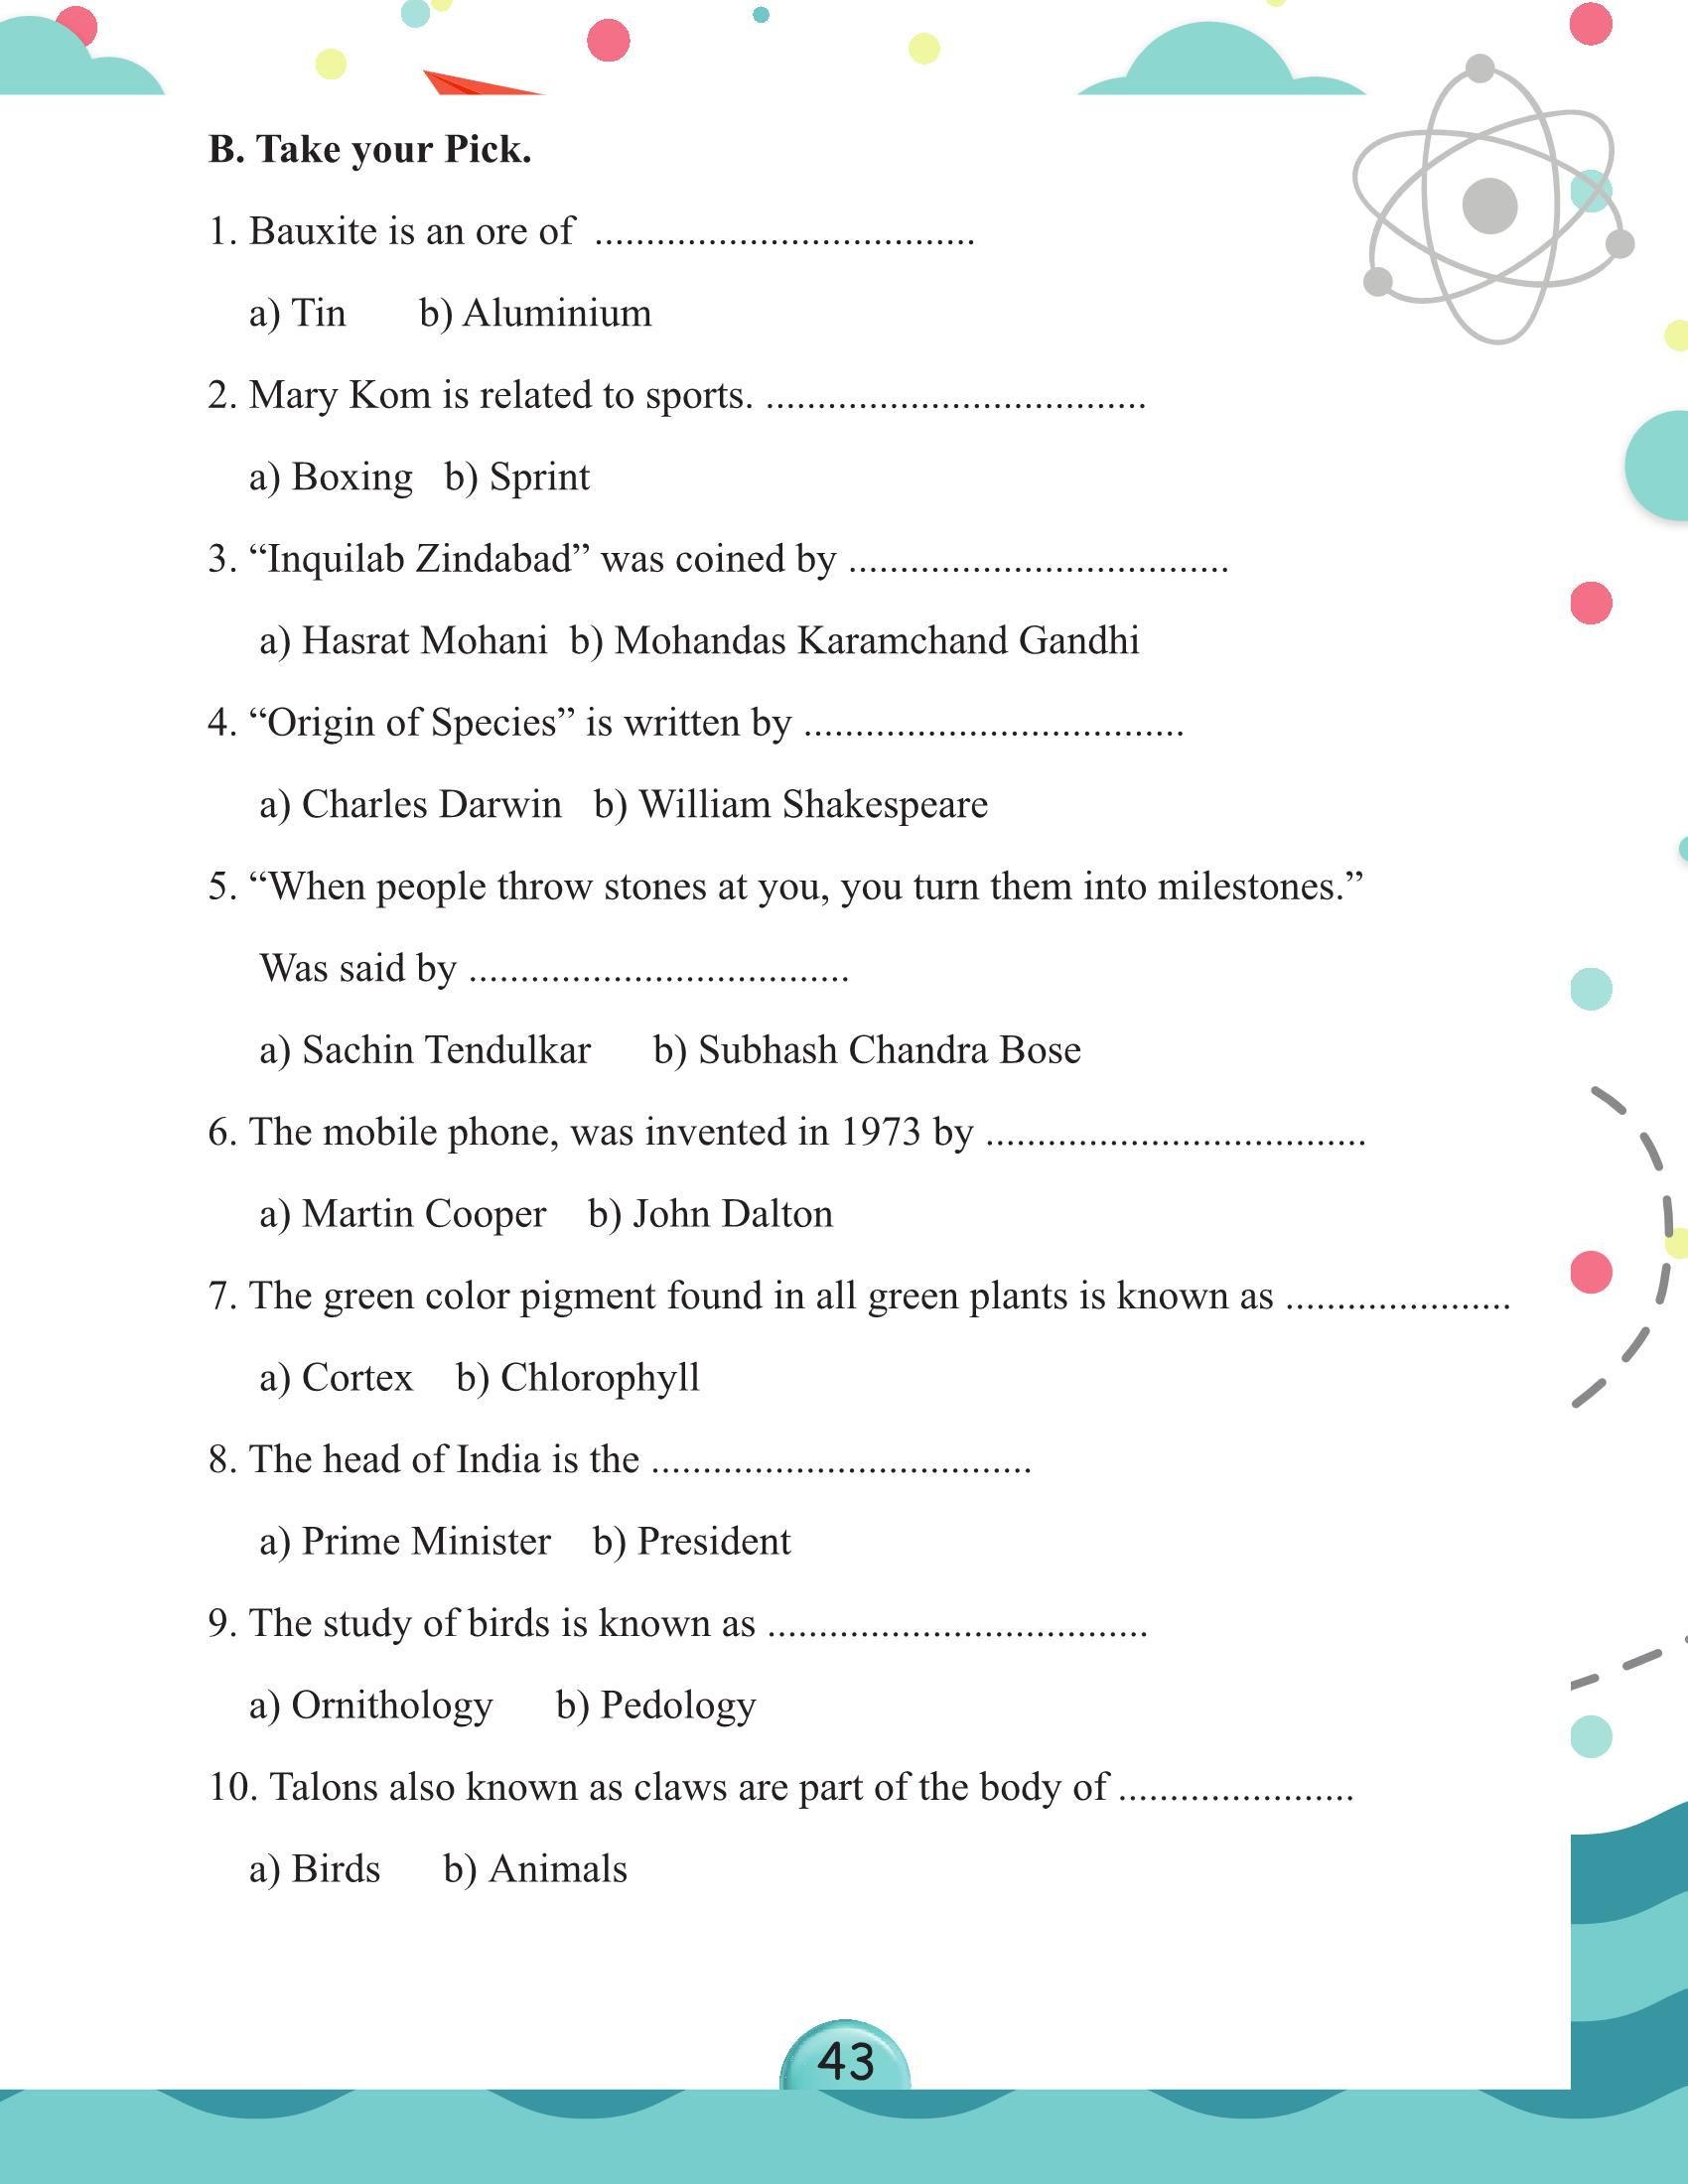 B. Take your Pick.
1. Bauxite is an ore of .....................................
a) Tin b) Aluminium
2. Mary Kom is related to sports. .....................................
a) Boxing b) Sprint
3. “Inquilab Zindabad” was coined by .....................................
a) Hasrat Mohani b) Mohandas Karamchand Gandhi
4. “Origin of Species” is written by .....................................
a) Charles Darwin b) William Shakespeare
5. “When people throw stones at you, you turn them into milestones.”
Was said by .....................................
a) Sachin Tendulkar b) Subhash Chandra Bose
6. The mobile phone, was invented in 1973 by .....................................
a) Martin Cooper b) John Dalton
7. The green color pigment found in all green plants is known as ......................
a) Cortex b) Chlorophyll
8. The head of India is the .....................................
a) Prime Minister b) President
9. The study of birds is known as .....................................
a) Ornithology b) Pedology
10. Talons also known as claws are part of the body of .......................
a) Birds b) Animals
43